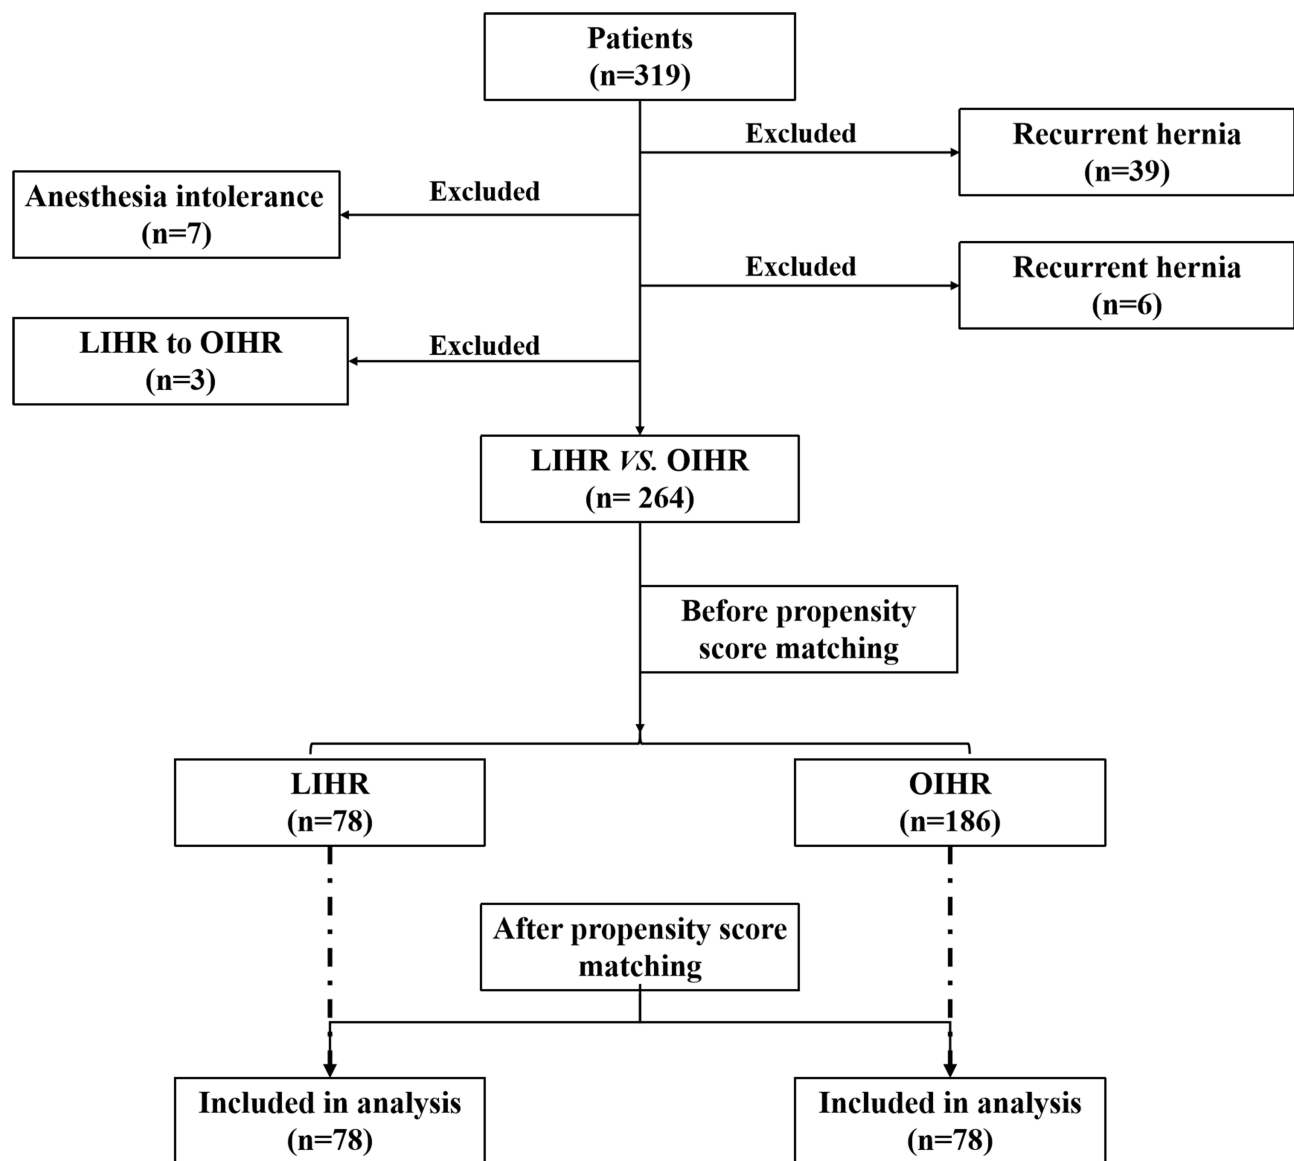 Patients
(n=319)
Excluded
Recurrent hernia
(n=39)
Anesthesia intolerance
(n=7)
Excluded
Excluded
Recurrent hernia
(n=6)
LIHR to OIHR
(n=3)
Excluded
LIHR VS. OIHR
(n= 264)
Before propensity
score matching
LIHR
(n=78)
OIHR
(n=186)
After propensity score
matching
Included in analysis
(n=78)
Included in analysis
(n=78)